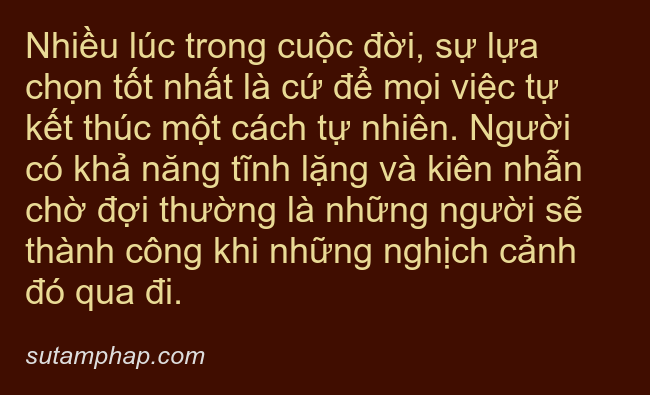 Nhiều lúc trong cuộc đời, sự lựa
chọn tốt nhất là cứ để mọi việc tự
kết thúc một cách tự nhiên. Người
có khả năng tĩnh lặng và kiên nhẫn
chờ đợi thường là những người sẽ
thành công khi những nghịch cảnh
đó qua đi.
sutamphap.com